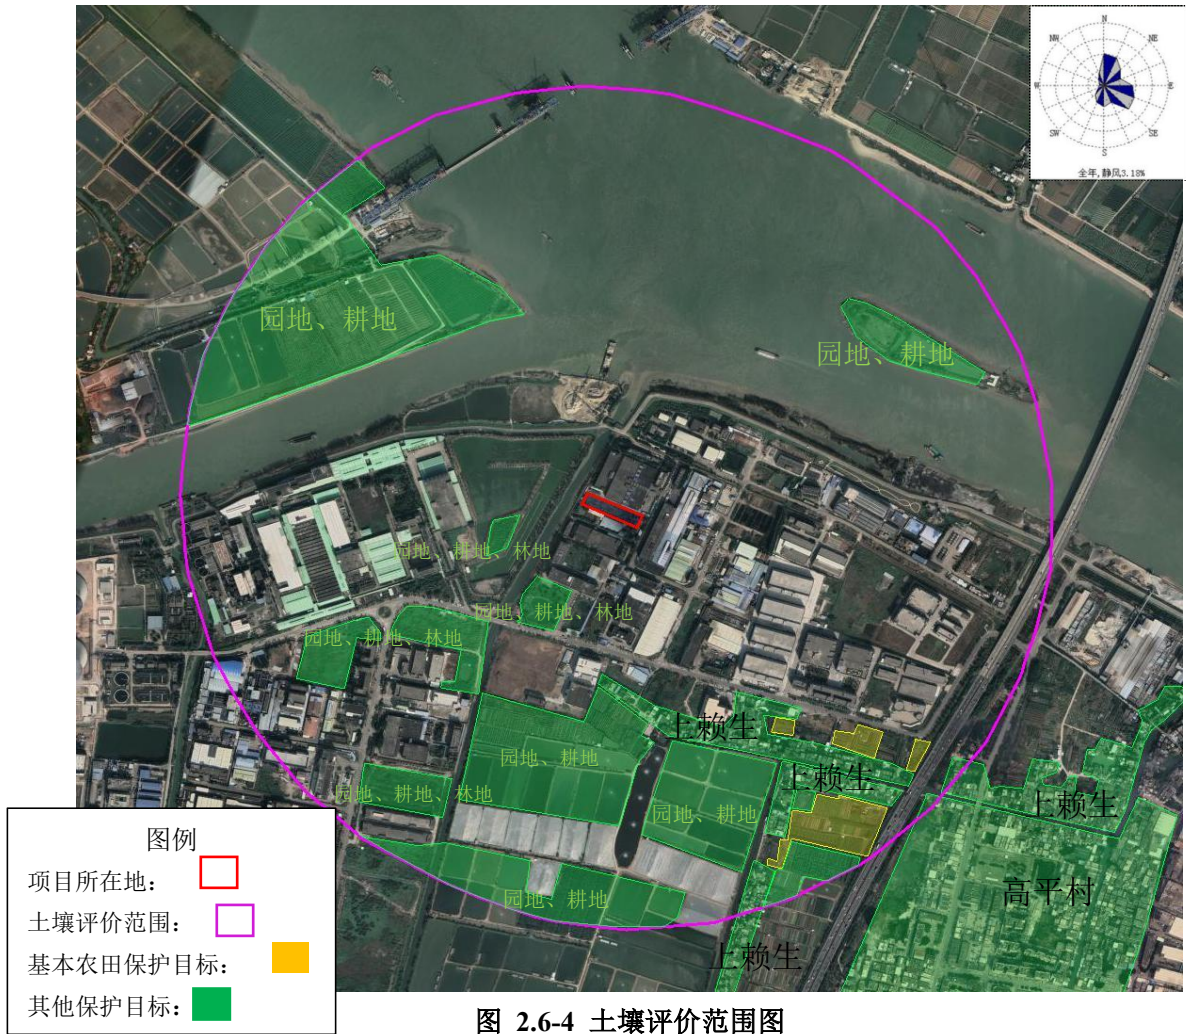 N
NW
NE
W
E
SW
SE
S
全年,静风3.18%
园地、耕地
园地、耕地
园地、耕地、林地
园地、耕地、林地
园地、耕地、林地
上赖生
园地、耕地
上赖生
园地、耕地、林地
园地、耕地
上赖生
高平村
园地、耕地
上赖生
图例
项目所在地：
土壤评价范围：
基本农田保护目标：
其他保护目标：
图 2.6-4 土壤评价范围图